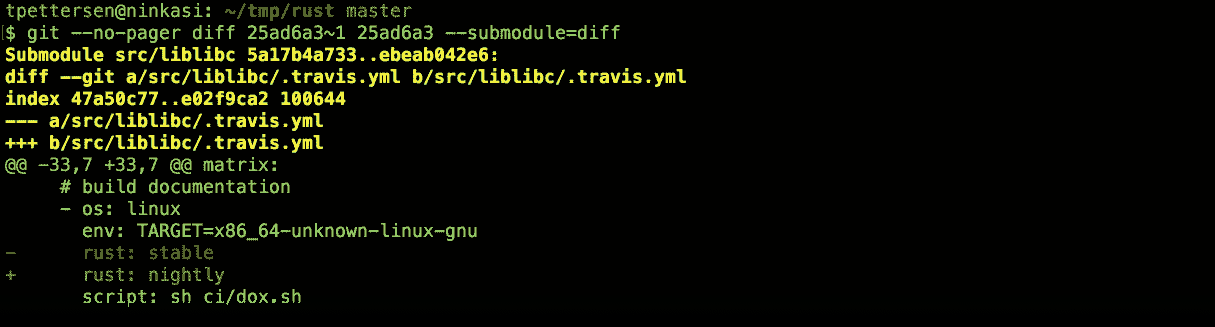 tpettersen@ninkasi: ~/tmp/rust master
$ git --no-pager diff 25ad6a3~1 25ad6a3 --submodule=diff
Submodule src/liblibc 5a17b4a733..ebeab042e6:
diff --git a/src/liblibc/.travis.yml b/src/liblibc/.travis.yml
index 47a50c77..e02f9ca2 100644
--- a/src/liblibc/.travis.yml
+++ b/src/liblibc/.travis.yml
@@ -33,7 +33,7 @@ matrix:
     # build documentation
     - os: linux
       env: TARGET=x86_64-unknown-linux-gnu
-      rust: stable
+      rust: nightly
       script: sh ci/dox.sh